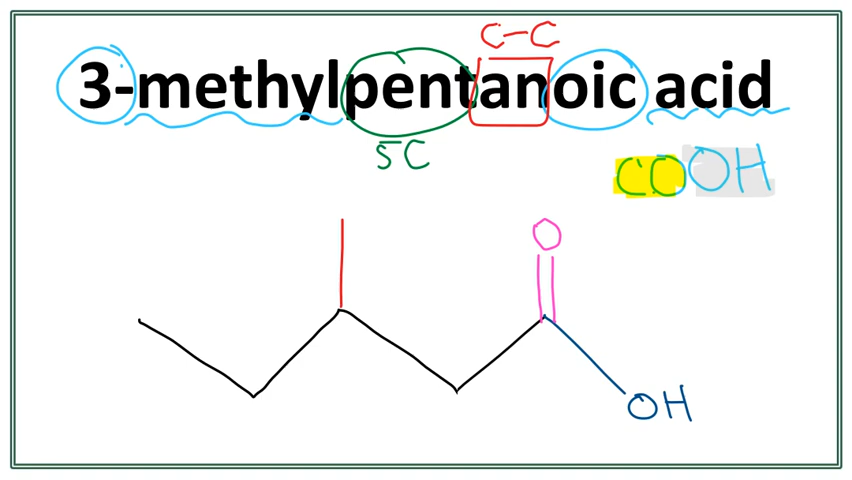 C-C
3-methylpentanoic acid
5C
COOH
O
OH